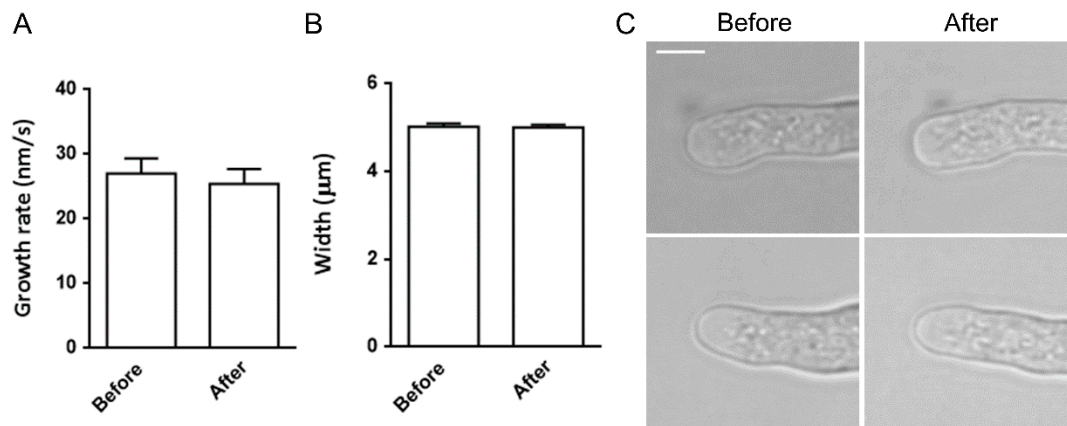 A
Growth rate (nm/s)
40
30
20
10
0
Before
After
B
Width (μm)
6
4
2
0
Before
After
C
Before
After